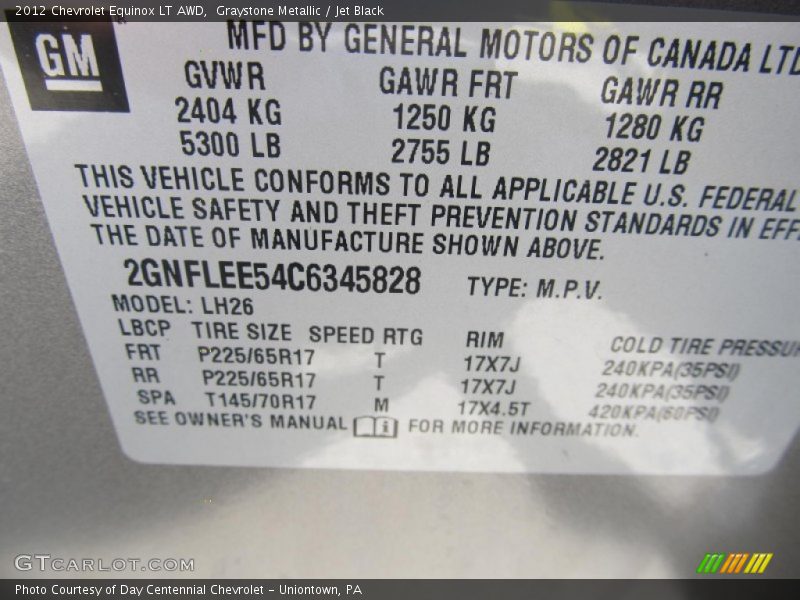 2012 Chevrolet Equinox LT AWD,  Graystone Metallic / Jet Black
GM
MFD BY GENERAL MOTORS OF CANADA LTD
GVWR GAWR FRT GAWR RR
2404 KG 1250 KG 1280 KG
5300 LB 2755 LB 2821 LB
THIS VEHICLE CONFORMS TO ALL APPLICABLE U.S. FEDERAL
VEHICLE SAFETY AND THEFT PREVENTION STANDARDS IN EFF
THE DATE OF MANUFACTURE SHOWN ABOVE.
2GNFLEE54C6345828 TYPE: M.P.V.
MODEL: LH26
LBCP TIRE SIZE SPEED RTG RIM COLD TIRE PRESSUR
FRT P225/65R17 T 17X7J 240KPA(35PSI)
RR P225/65R17 T 17X7J 240KPA(35PSI)
SPA T145/70R17 M 17X4.5T 420KPA(60PSI)
SEE OWNER'S MANUAL i FOR MORE INFORMATION.
GTCARLOT.COM
Photo Courtesy of Day Centennial Chevrolet - Uniontown, PA